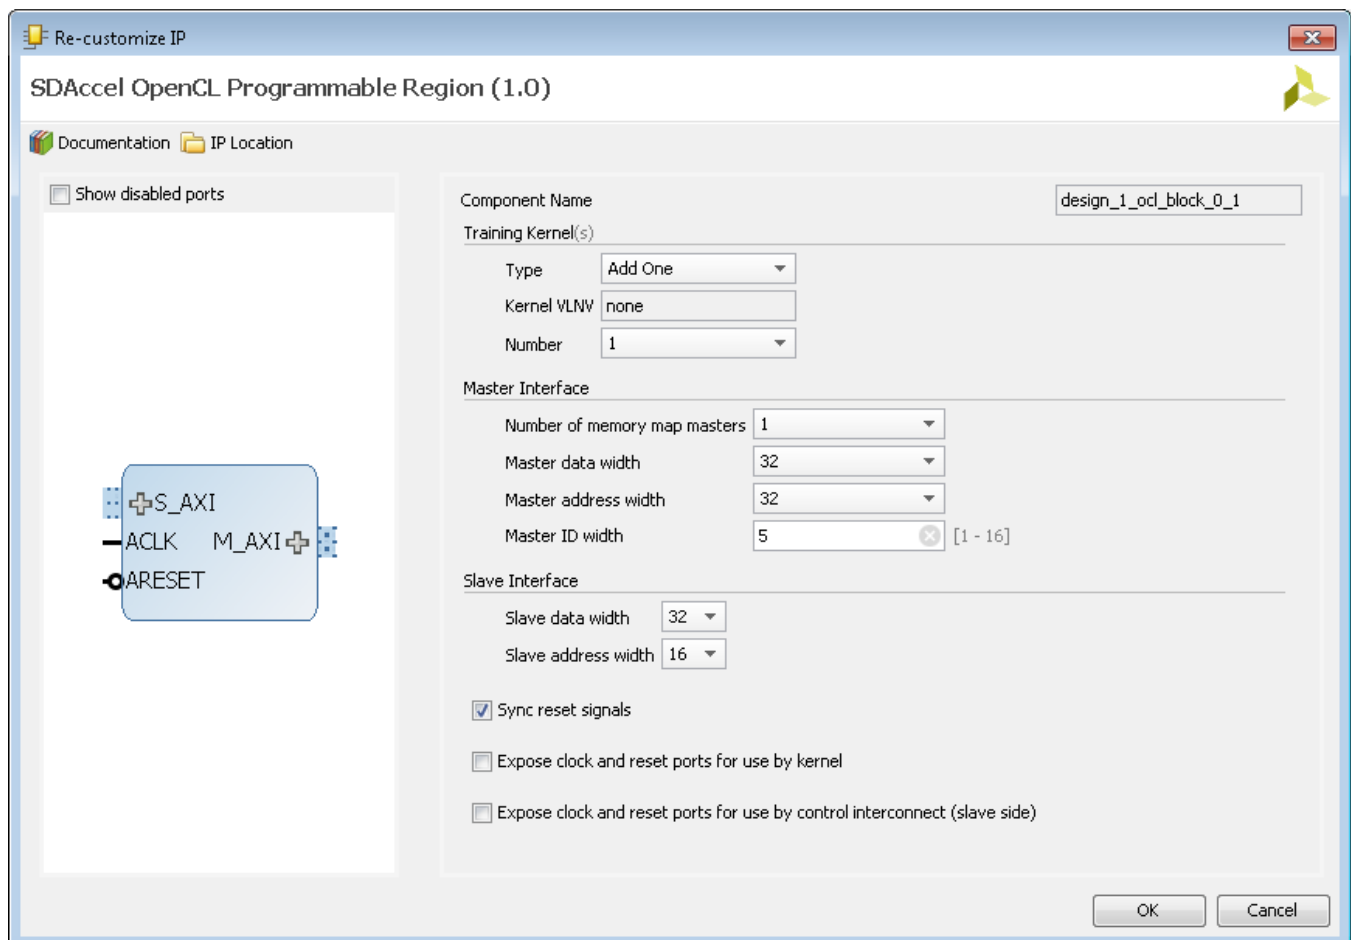 Re-customize IP
SDAccel OpenCL Programmable Region (1.0)
Documentation IP Location
Show disabled ports
S_AXI
ACLK M_AXI
ARESET
Component Name design_1_ocl_block_0_1
Training Kernel(s)
Type Add One
Kernel VLNV none
Number 1
Master Interface
Number of memory map masters 1
Master data width 32
Master address width 32
Master ID width 5 [1 - 16]
Slave Interface
Slave data width 32
Slave address width 16
Sync reset signals
Expose clock and reset ports for use by kernel
Expose clock and reset ports for use by control interconnect (slave side)
OK Cancel